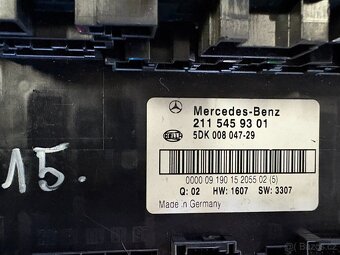 Mercedes-Benz
211 545 93 01
HELLA
5DK 008 047-29
15.
0000 09 190 15 2055 02 (5)
Q: 02 HW: 1607 SW: 3307
Made in Germany